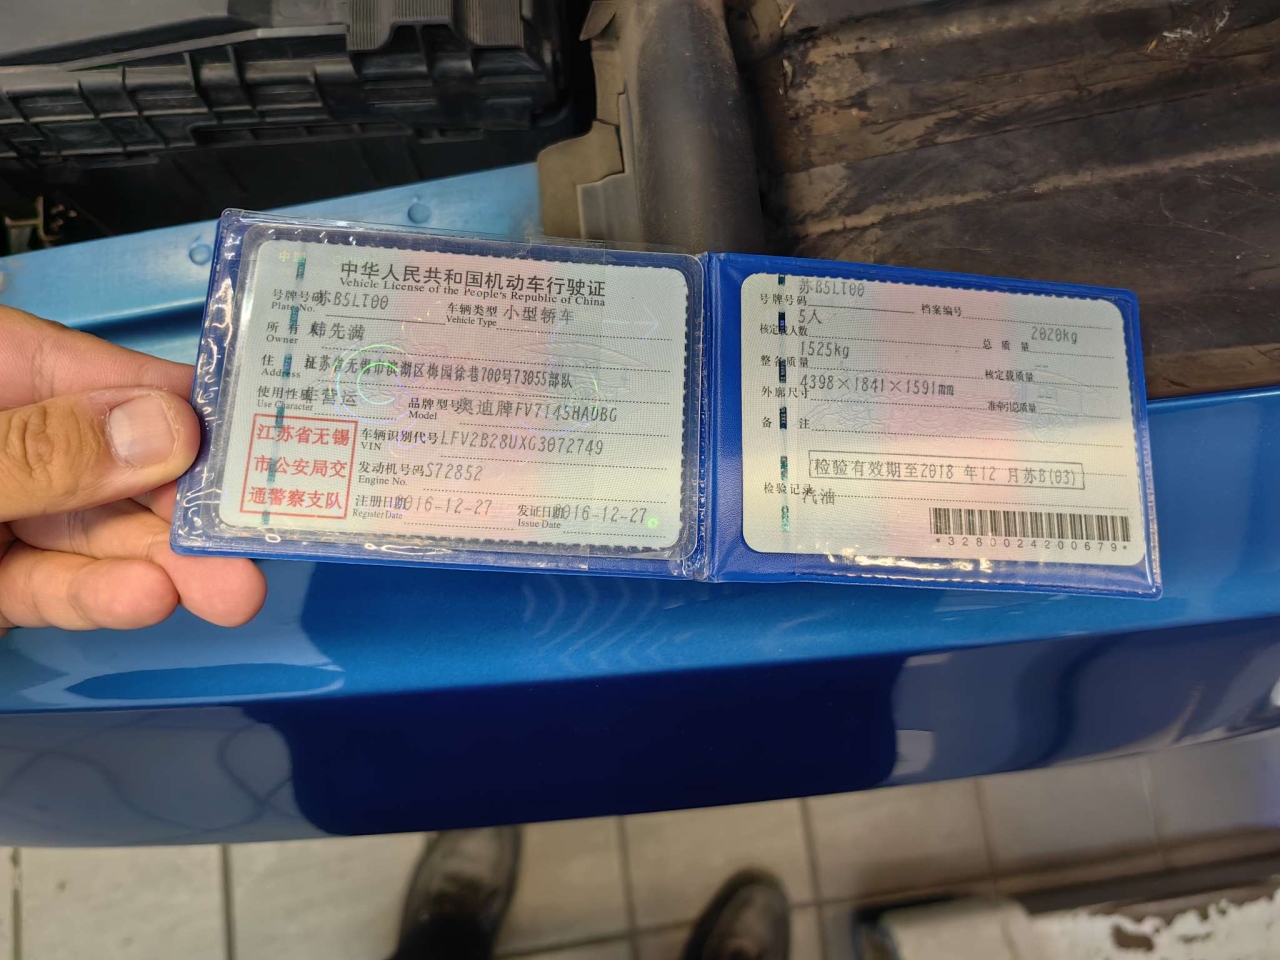 中华人民共和国机动车行驶证
Vehicle License of the People's Republic of China
号牌号码 苏B5LT00
Plate No.
车辆类型 小型轿车
Vehicle Type
所有 韩先满
Owner
住 址 江苏省无锡市滨湖区梅园徐巷700号73055部队
Address
使用性质 非营运
Use Character
品牌型号 奥迪牌FV7145HADBG
Model
江苏省无锡
市公安局交
通警察支队
车辆识别代号 LFV2B28UXG3072749
VIN
发动机号码 S72852
Engine No.
注册日期 2016-12-27
Register Date
发证日期 2016-12-27
Issue Date
号牌号码 苏B5LT00
档案编号
核定载人数 5人
总质量 2020kg
整备质量 1525kg
核定载质量 --
外廓尺寸 4398×1841×1591mm
准牵引总质量 --
备 注
检验有效期至2018 年12 月苏B(03)
检验记录 汽油
*3280024200679*